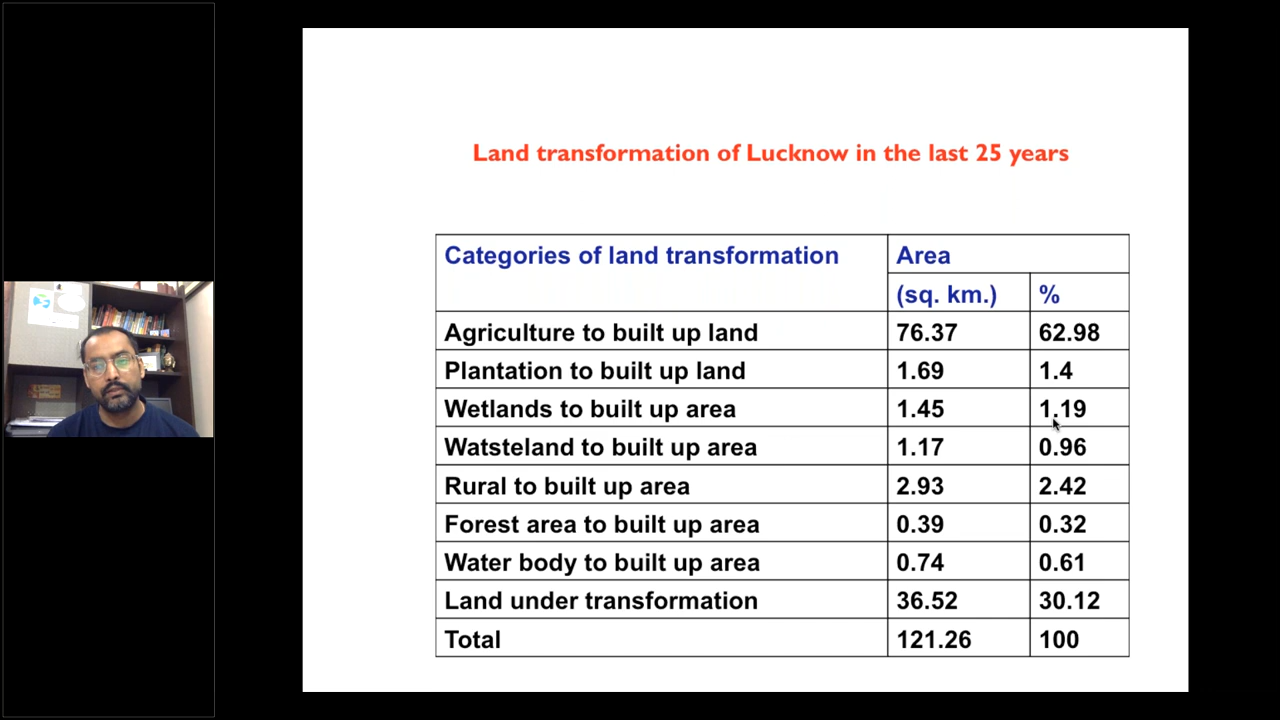 Land transformation of Lucknow in the last 25 years
Categories of land transformation Area
(sq. km.) %
Agriculture to built up land 76.37 62.98
Plantation to built up land 1.69 1.4
Wetlands to built up area 1.45 1.19
Watsteland to built up area 1.17 0.96
Rural to built up area 2.93 2.42
Forest area to built up area 0.39 0.32
Water body to built up area 0.74 0.61
Land under transformation 36.52 30.12
Total 121.26 100